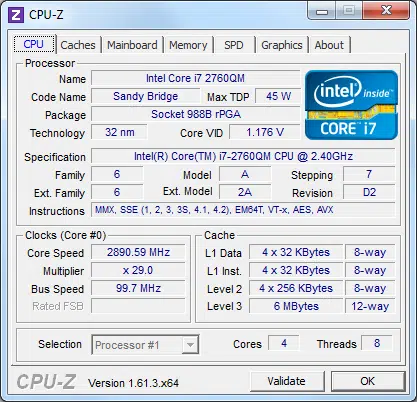 CPU-Z
CPU Caches Mainboard Memory SPD Graphics About
Processor
Name Intel Core i7 2760QM
Code Name Sandy Bridge Max TDP 45 W
Package Socket 988B rPGA
Technology 32 nm Core VID 1.176 V
intel inside™
CORE™ i7
Specification Intel(R) Core(TM) i7-2760QM CPU @ 2.40GHz
Family 6 Model A Stepping 7
Ext. Family 6 Ext. Model 2A Revision D2
Instructions MMX, SSE (1, 2, 3, 3S, 4.1, 4.2), EM64T, VT-x, AES, AVX
Clocks (Core #0) Cache
Core Speed 2890.59 MHz L1 Data 4 x 32 KBytes 8-way
Multiplier x 29.0 L1 Inst. 4 x 32 KBytes 8-way
Bus Speed 99.7 MHz Level 2 4 x 256 KBytes 8-way
Rated FSB Level 3 6 MBytes 12-way
Selection Processor #1 Cores 4 Threads 8
CPU-Z Version 1.61.3.x64 Validate OK